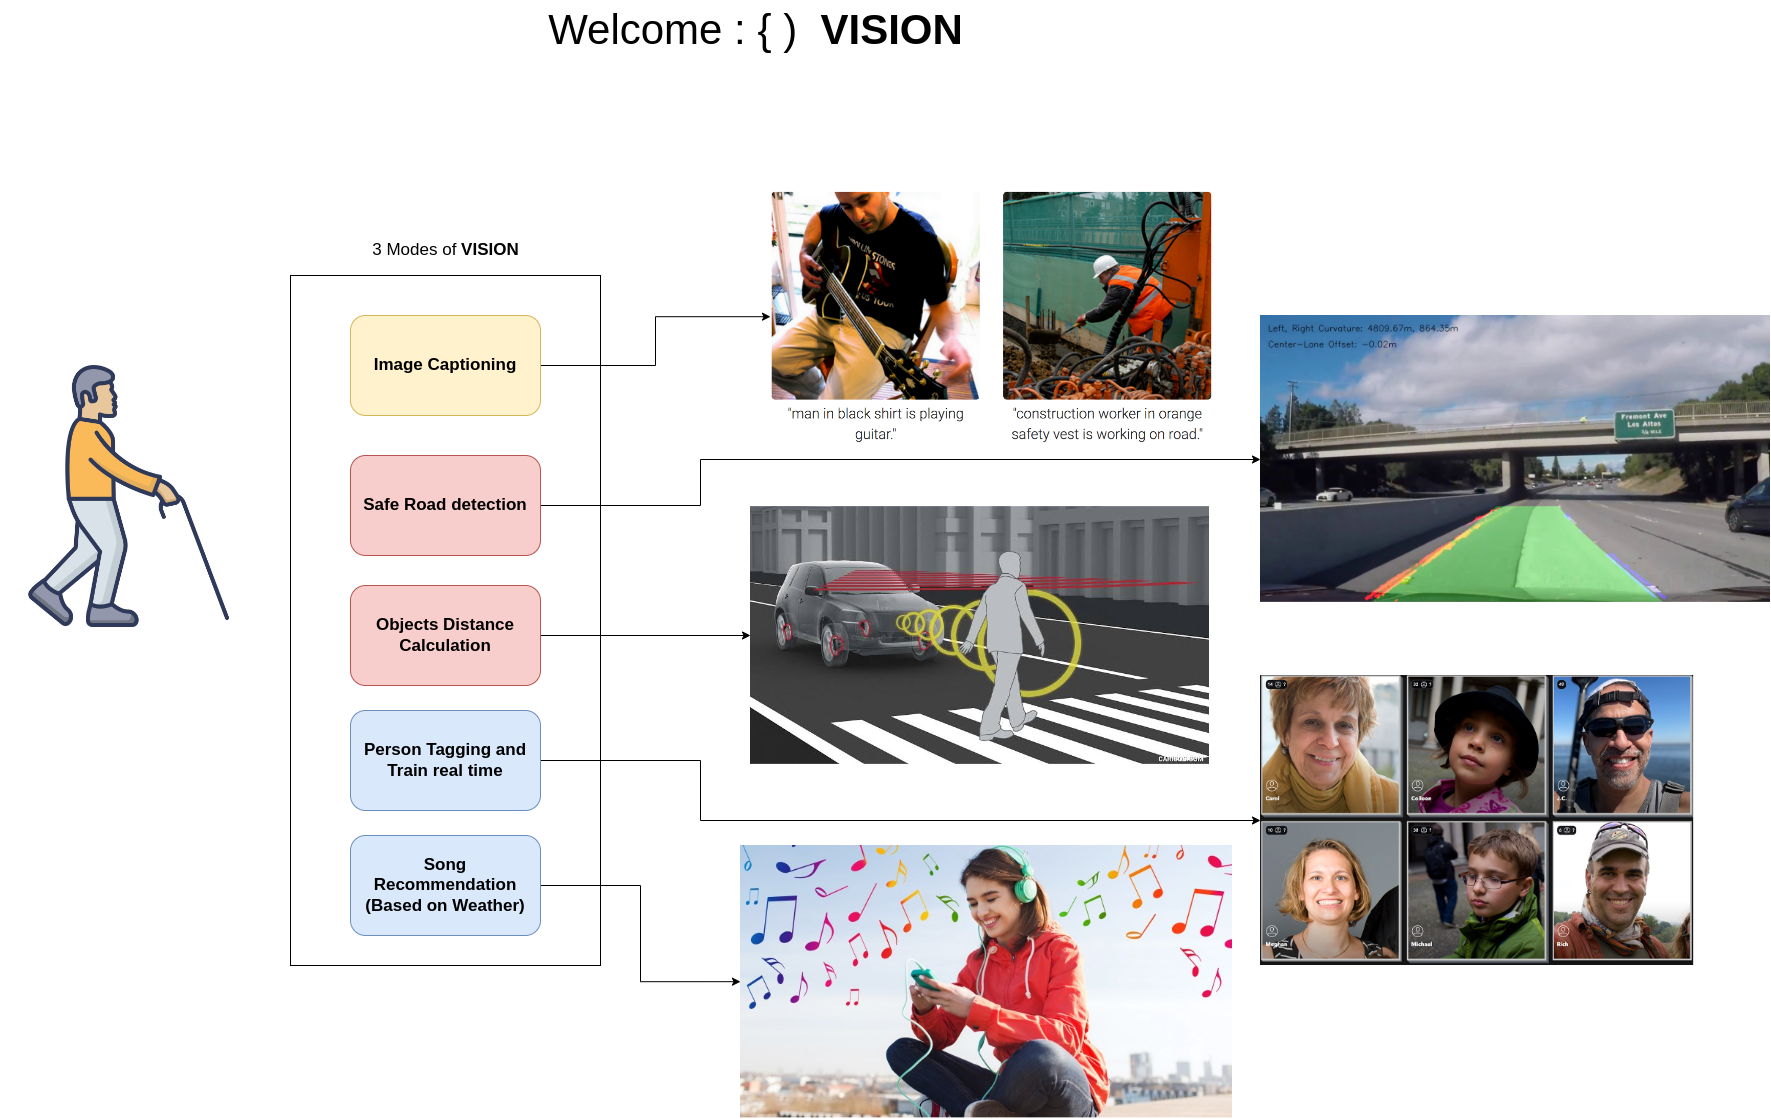 Welcome : { )  VISION
3 Modes of VISION
Image Captioning
Safe Road detection
Objects Distance
Calculation
Person Tagging and
Train real time
Song
Recommendation
(Based on Weather)
"man in black shirt is playing
guitar."
"construction worker in orange
safety vest is working on road."
Left, Right Curvature: 4809.67m, 864.35m
Center-Lane Offset: -0.02m
Fremont Ave
Los Altos
Carol
Colleen
J.C.
Meghan
Michael
Rich